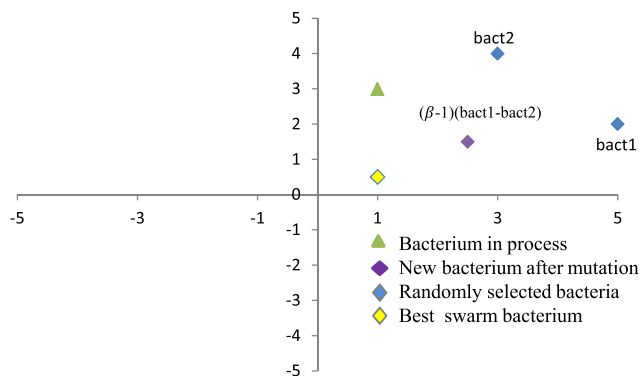 5
bact2
4
3
(β-1)(bact1-bact2)
2
bact1
1
0
-5 -3 -1 1 3 5
-1
Bacterium in process
-2
New bacterium after mutation
Randomly selected bacteria
-3
Best swarm bacterium
-4
-5